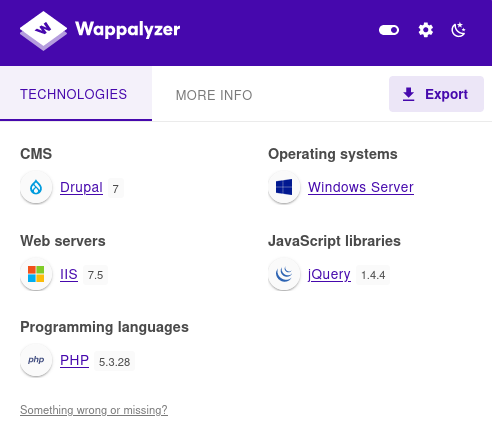 Wappalyzer
TECHNOLOGIES
MORE INFO
Export
CMS
Drupal 7
Operating systems
Windows Server
Web servers
IIS 7.5
JavaScript libraries
jQuery 1.4.4
Programming languages
php PHP 5.3.28
Something wrong or missing?